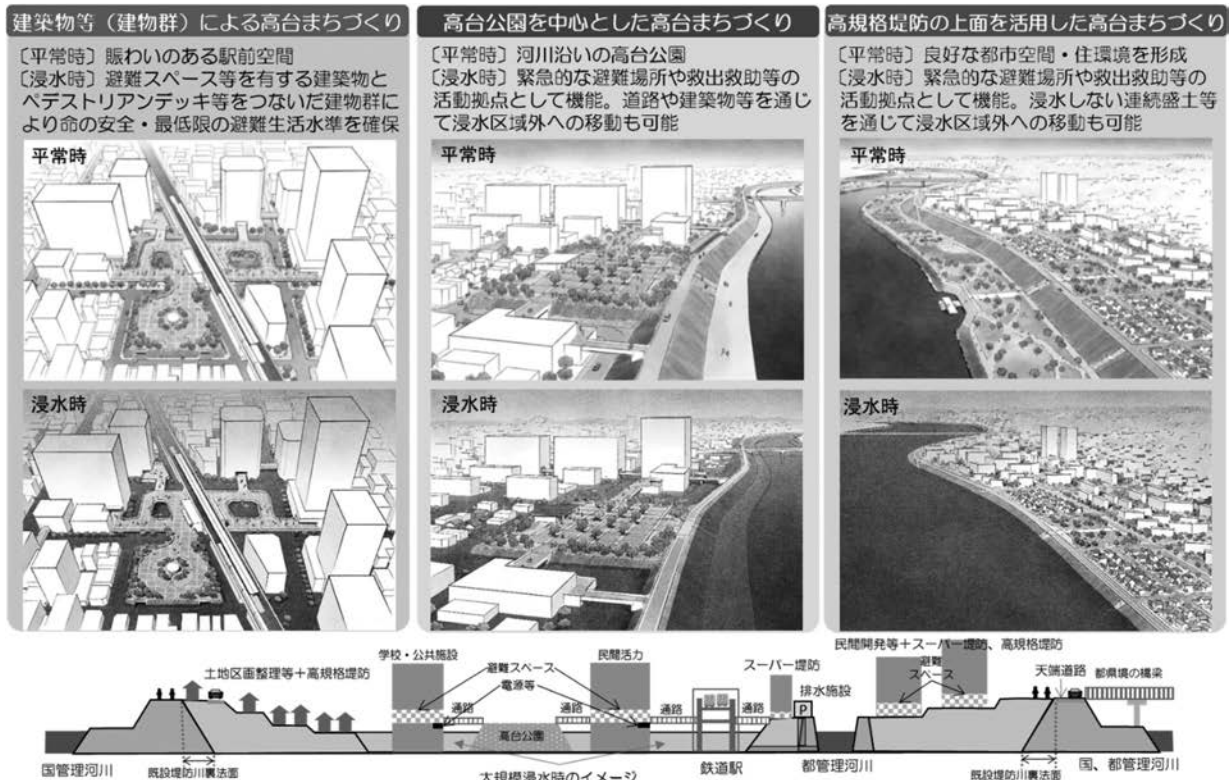 建築物等（建物群）による高台まちづくり
〔平常時〕賑わいのある駅前空間
〔浸水時〕避難スペース等を有する建築物と
ペデストリアンデッキ等をつないだ建物群に
より命の安全・最低限の避難生活水準を確保
平常時
浸水時
高台公園を中心とした高台まちづくり
〔平常時〕河川沿いの高台公園
〔浸水時〕緊急的な避難場所や救出救助等の
活動拠点として機能。道路や建築物等を通じ
て浸水区域外への移動も可能
平常時
浸水時
高規格堤防の上面を活用した高台まちづくり
〔平常時〕良好な都市空間・住環境を形成
〔浸水時〕緊急的な避難場所や救出救助等の
活動拠点として機能。浸水しない連続盛土等
を通じて浸水区域外への移動も可能
平常時
浸水時
土地区画整理等＋高規格堤防
学校・公共施設
避難スペース
電源等
民間活力
スーパー堤防
排水施設
P
民間開発等＋スーパー堤防、高規格堤防
避難
スペース
天端道路
都県境の橋梁
通路
通路
通路
通路
高台公園
国管理河川
既設堤防川裏法面
大規模浸水時のイメージ
鉄道駅
都管理河川
既設堤防川裏法面
国、都管理河川